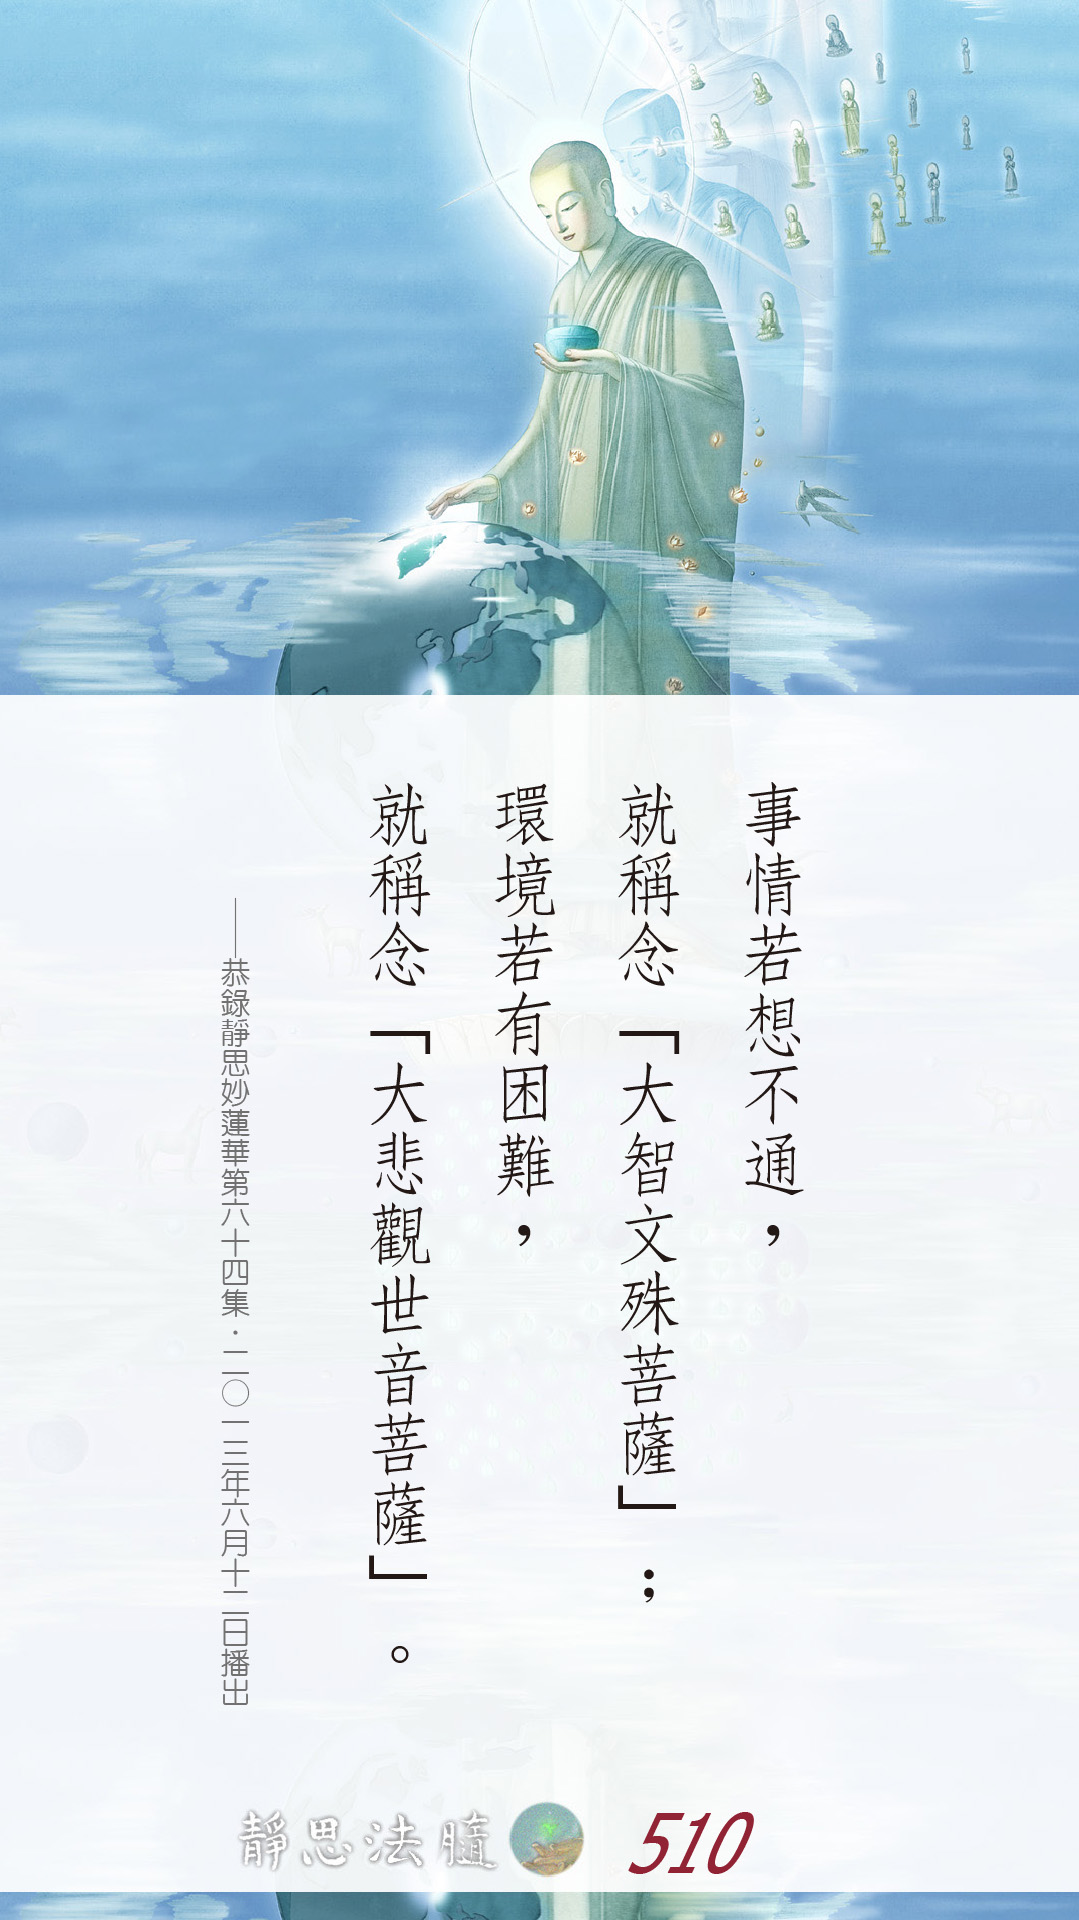 事情若想不通，
就稱念「大智文殊菩薩」；
環境若有困難，
就稱念「大悲觀世音菩薩」。
——恭錄靜思妙蓮華第六十四集．二〇一三年六月十二日播出
靜思法髓
510